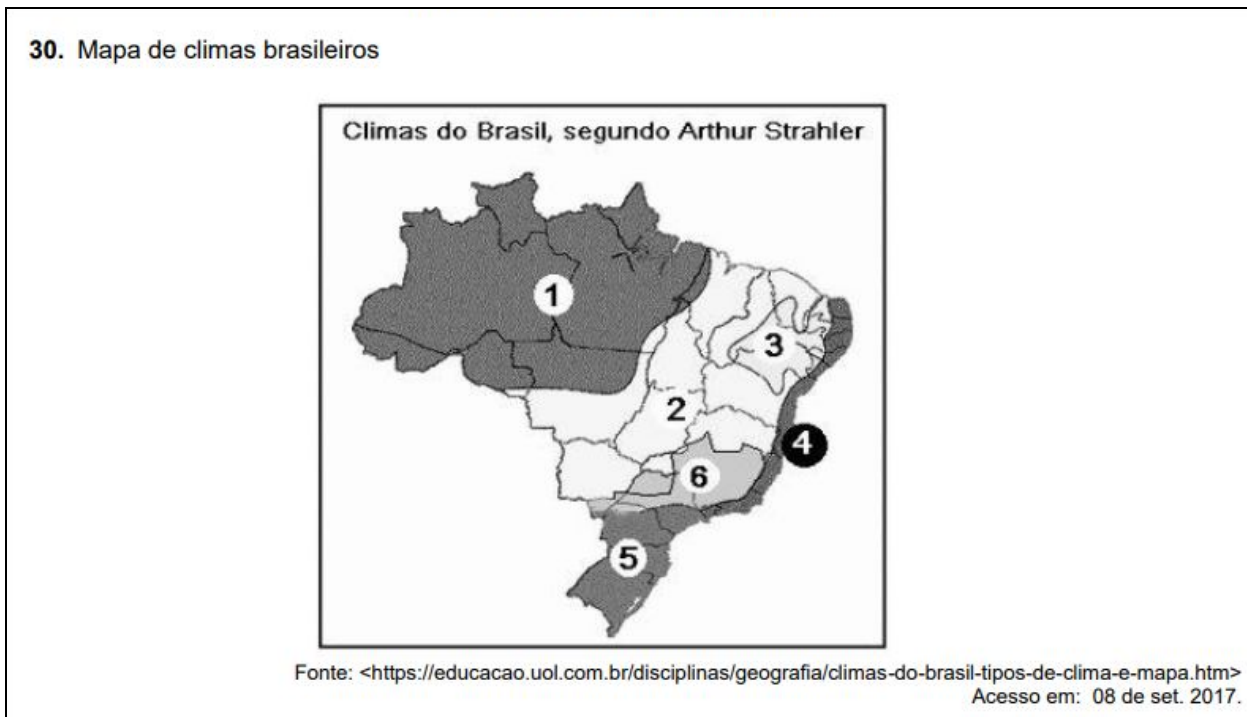 30. Mapa de climas brasileiros
Climas do Brasil, segundo Arthur Strahler
1
3
2
4
6
5
Fonte: <https://educacao.uol.com.br/disciplinas/geografia/climas-do-brasil-tipos-de-clima-e-mapa.htm>
Acesso em: 08 de set. 2017.